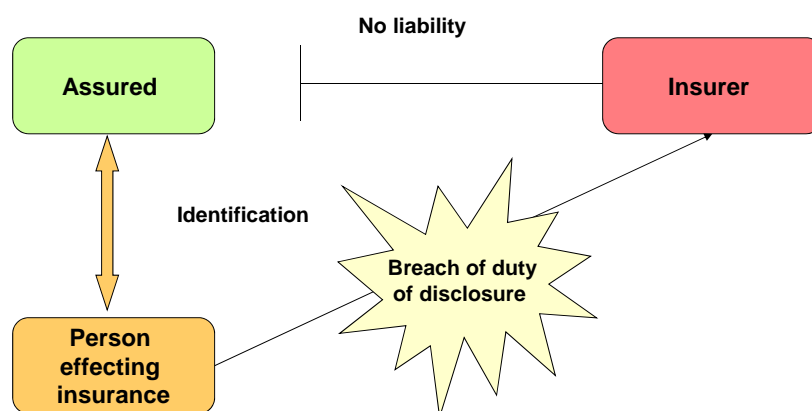 No liability
Assured
Insurer
Identification
Breach of duty
of disclosure
Person
effecting
insurance